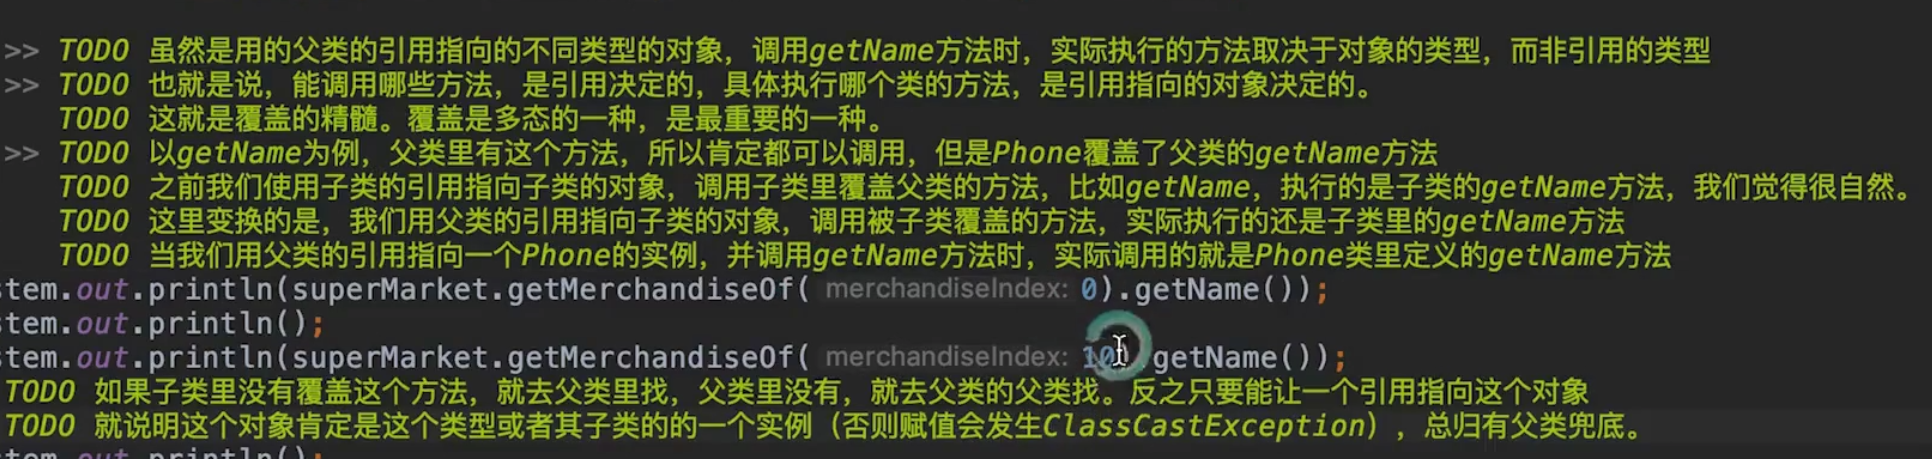 >> TODO 虽然是用的父类的引用指向的不同类型的对象，调用getName方法时，实际执行的方法取决于对象的类型，而非引用的类型
>> TODO 也就是说，能调用哪些方法，是引用决定的，具体执行哪个类的方法，是引用指向的对象决定的。
TODO 这就是覆盖的精髓。覆盖是多态的一种，是最重要的一种。
>> TODO 以getName为例，父类里有这个方法，所以肯定都可以调用，但是Phone覆盖了父类的getName方法
TODO 之前我们使用子类的引用指向子类的对象，调用子类里覆盖父类的方法，比如getName，执行的是子类的getName方法，我们觉得很自然。
TODO 这里变换的是，我们用父类的引用指向子类的对象，调用被子类覆盖的方法，实际执行的还是子类里的getName方法
TODO 当我们用父类的引用指向一个Phone的实例，并调用getName方法时，实际调用的就是Phone类里定义的getName方法
stem.out.println(superMarket.getMerchandiseOf( merchandiseIndex: 0).getName());
stem.out.println();
stem.out.println(superMarket.getMerchandiseOf( merchandiseIndex: .getName());
TODO 如果子类里没有覆盖这个方法，就去父类里找，父类里没有，就去父类的父类找。反之只要能让一个引用指向这个对象
TODO 就说明这个对象肯定是这个类型或者其子类的的一个实例（否则赋值会发生ClassCastException），总归有父类兜底。